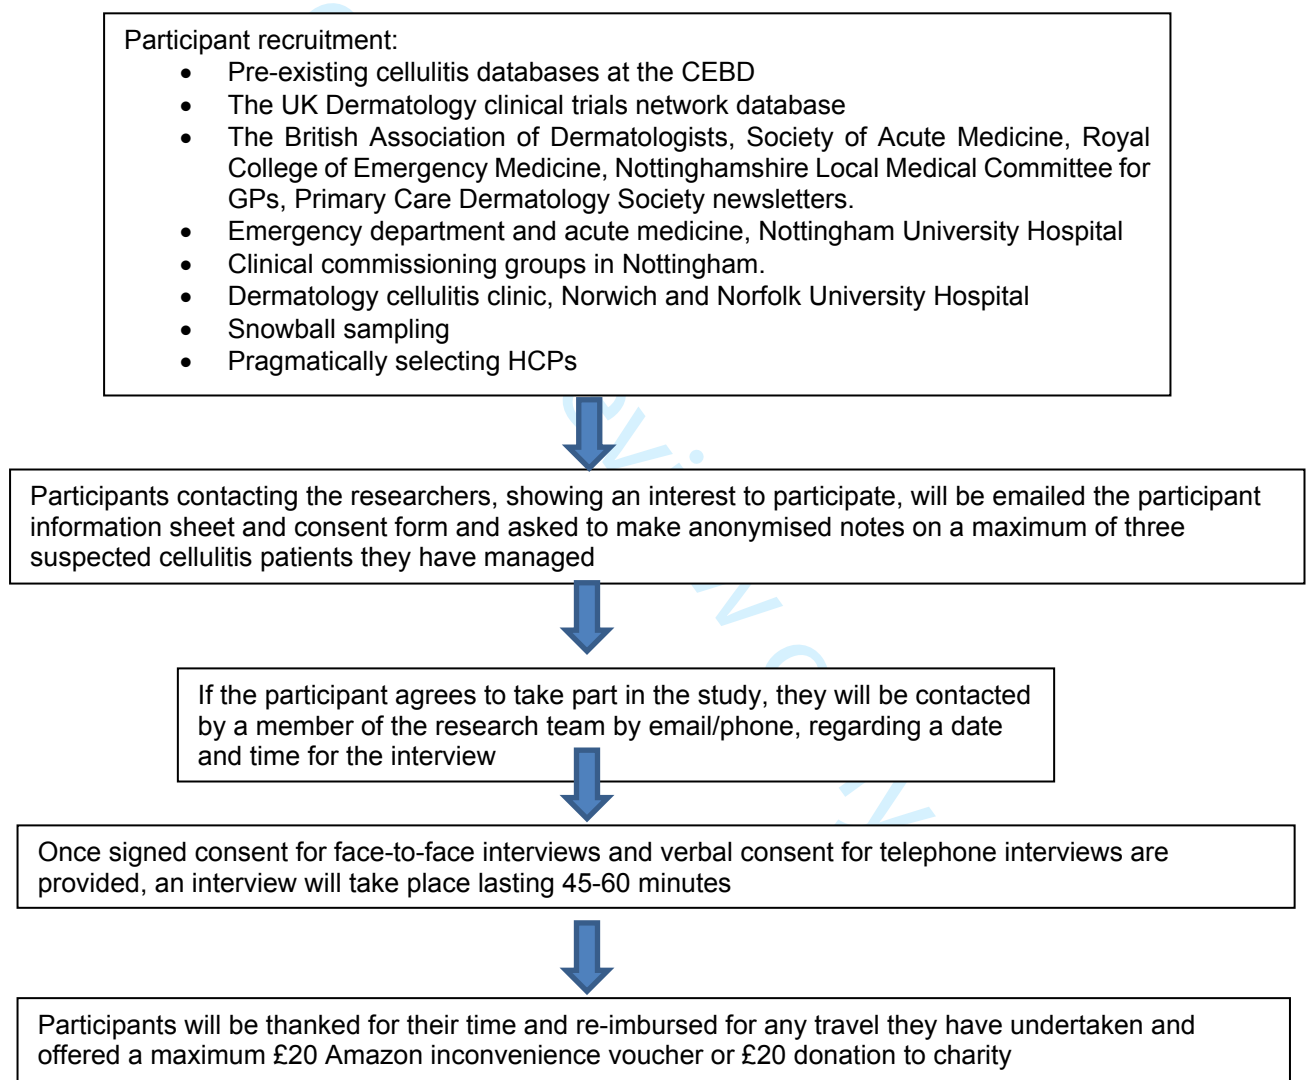 Participant recruitment:
• Pre-existing cellulitis databases at the CEBD
• The UK Dermatology clinical trials network database
• The British Association of Dermatologists, Society of Acute Medicine, Royal
College of Emergency Medicine, Nottinghamshire Local Medical Committee for
GPs, Primary Care Dermatology Society newsletters.
• Emergency department and acute medicine, Nottingham University Hospital
• Clinical commissioning groups in Nottingham.
• Dermatology cellulitis clinic, Norwich and Norfolk University Hospital
• Snowball sampling
• Pragmatically selecting HCPs
Participants contacting the researchers, showing an interest to participate, will be emailed the participant
information sheet and consent form and asked to make anonymised notes on a maximum of three
suspected cellulitis patients they have managed
If the participant agrees to take part in the study, they will be contacted
by a member of the research team by email/phone, regarding a date
and time for the interview
Once signed consent for face-to-face interviews and verbal consent for telephone interviews are
provided, an interview will take place lasting 45-60 minutes
Participants will be thanked for their time and re-imbursed for any travel they have undertaken and
offered a maximum £20 Amazon inconvenience voucher or £20 donation to charity